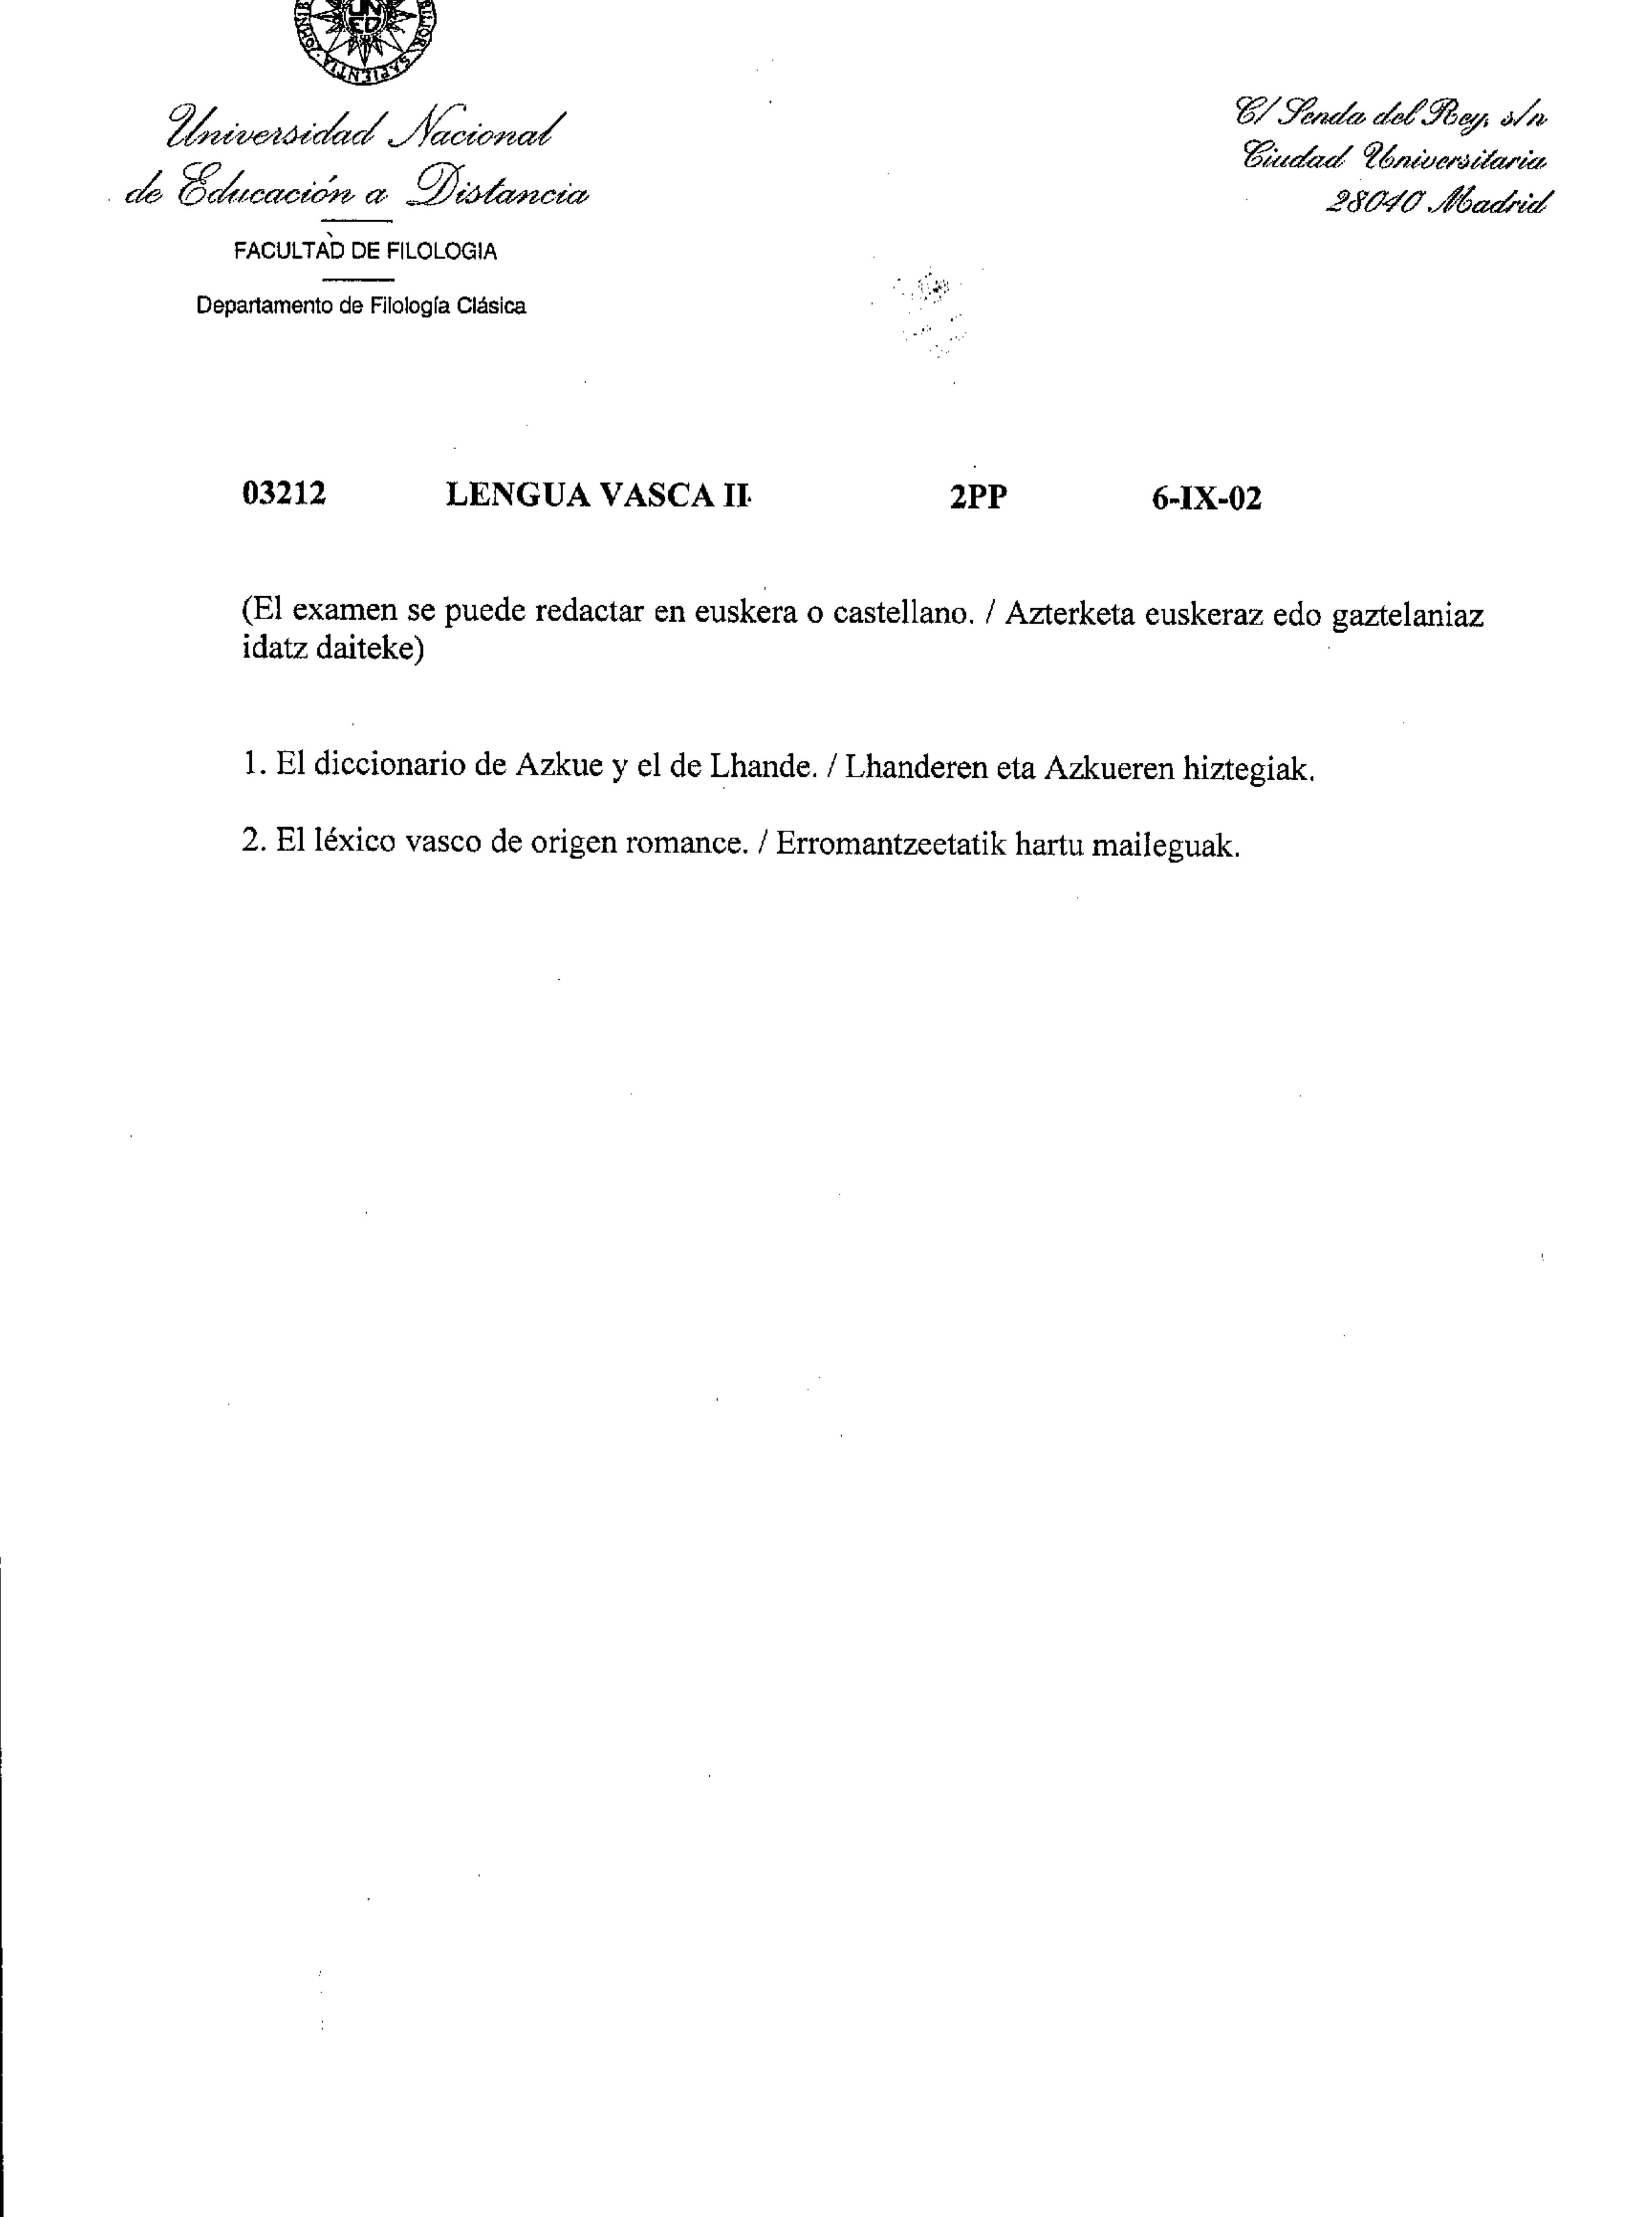 UN
ED
SAPIENTIA
Universidad Nacional
de Educación a Distancia
FACULTAD DE FILOLOGIA
Departamento de Filología Clásica
C/ Senda del Rey, s/n
Ciudad Universitaria
28040 Madrid
03212 LENGUA VASCA II 2PP 6-IX-02
(El examen se puede redactar en euskera o castellano. / Azterketa euskeraz edo gaztelaniaz
idatz daiteke)
1. El diccionario de Azkue y el de Lhande. / Lhanderen eta Azkueren hiztegiak.
2. El léxico vasco de origen romance. / Erromantzeetatik hartu maileguak.